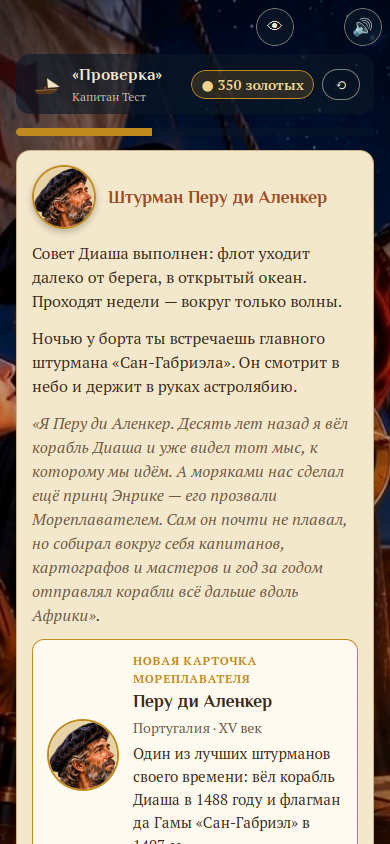 «Проверка»
Капитан Тест
350 золотых
Штурман Перу ди Аленкер
Совет Диаша выполнен: флот уходит
далеко от берега, в открытый океан.
Проходят недели — вокруг только волны.
Ночью у борта ты встречаешь главного
штурмана «Сан-Габриэла». Он смотрит в
небо и держит в руках астролябию.
«Я Перу ди Аленкер. Десять лет назад я вёл
корабль Диаша и уже видел тот мыс, к
которому мы идём. А моряками нас сделал
ещё принц Энрике — его прозвали
Мореплавателем. Сам он почти не плавал,
но собирал вокруг себя капитанов,
картографов и мастеров и год за годом
отправлял корабли всё дальше вдоль
Африки».
НОВАЯ КАРТОЧКА
МОРЕПЛАВАТЕЛЯ
Перу ди Аленкер
Португалия · XV век
Один из лучших штурманов
своего времени: вёл корабль
Диаша в 1488 году и флагман
да Гамы «Сан-Габриэл» в